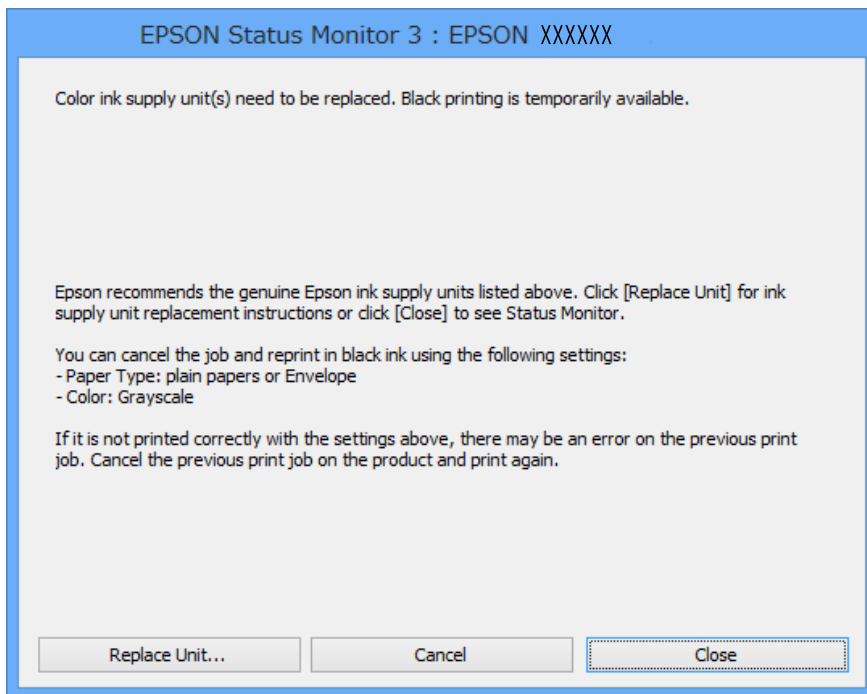 EPSON Status Monitor 3 : EPSON XXXXXX
Color ink supply unit(s) need to be replaced. Black printing is temporarily available.
Epson recommends the genuine Epson ink supply units listed above. Click [Replace Unit] for ink
supply unit replacement instructions or click [Close] to see Status Monitor.
You can cancel the job and reprint in black ink using the following settings:
- Paper Type: plain papers or Envelope
- Color: Grayscale
If it is not printed correctly with the settings above, there may be an error on the previous print
job. Cancel the previous print job on the product and print again.
Replace Unit... Cancel Close